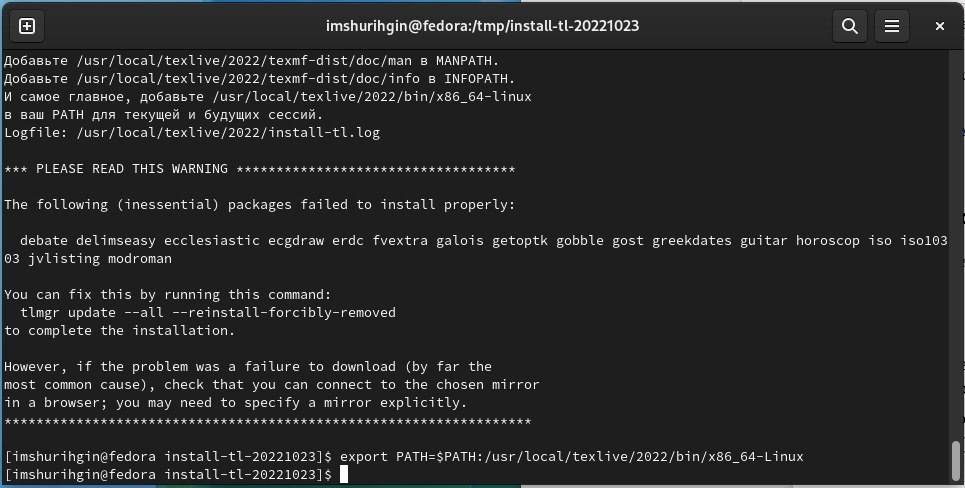 imshurihgin@fedora:/tmp/install-tl-20221023
Добавьте /usr/local/texlive/2022/texmf-dist/doc/man в MANPATH.
Добавьте /usr/local/texlive/2022/texmf-dist/doc/info в INFOPATH.
И самое главное, добавьте /usr/local/texlive/2022/bin/x86_64-linux
в ваш PATH для текущей и будущих сессий.
Logfile: /usr/local/texlive/2022/install-tl.log
*** PLEASE READ THIS WARNING ***********************************
The following (inessential) packages failed to install properly:
debate delimseasy ecclesiastic ecgdraw erdc fvextra galois getoptk gobble gost greekdates guitar horoscop iso iso103
03 jvlisting modroman
You can fix this by running this command:
tlmgr update --all --reinstall-forcibly-removed
to complete the installation.
However, if the problem was a failure to download (by far the
most common cause), check that you can connect to the chosen mirror
in a browser; you may need to specify a mirror explicitly.
******************************************************************
[imshurihgin@fedora install-tl-20221023]$ export PATH=$PATH:/usr/local/texlive/2022/bin/x86_64-Linux
[imshurihgin@fedora install-tl-20221023]$